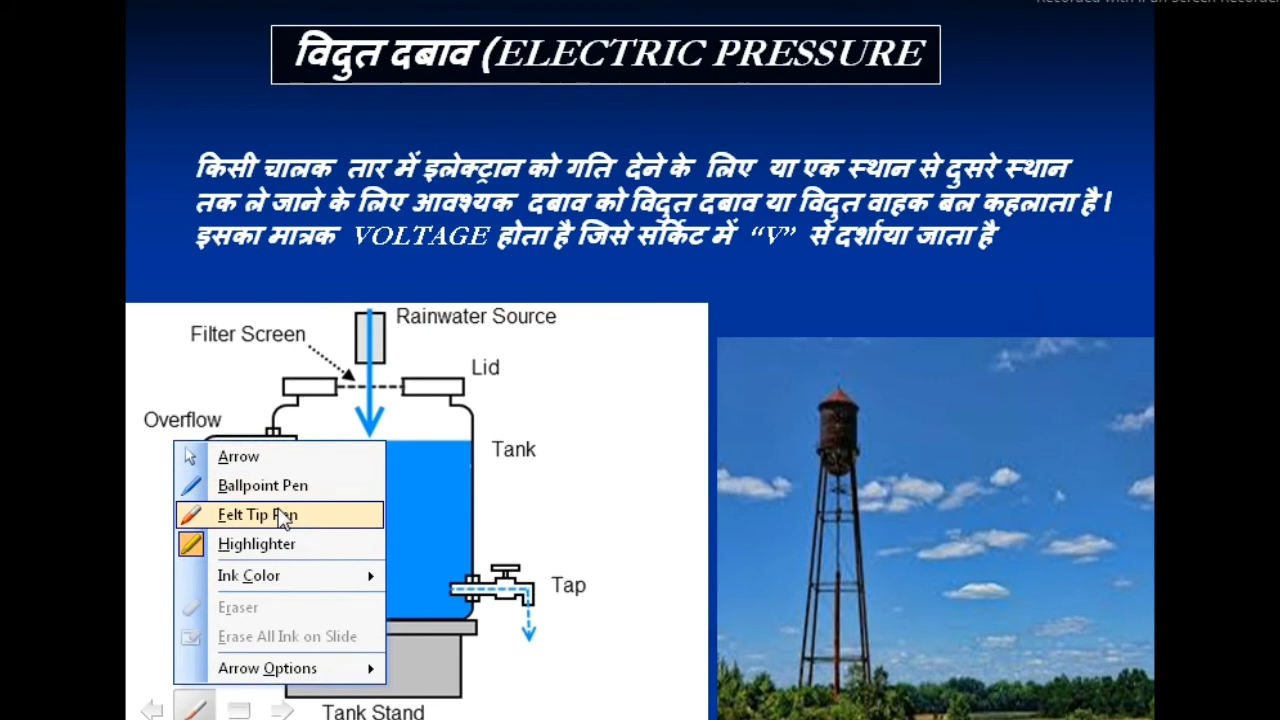 विदुत दबाव (ELECTRIC PRESSURE
किसी चालक तार में इलेक्ट्रान को गति देने के लिए या एक स्थान से दुसरे स्थान
तक ले जाने के लिए आवश्यक दबाव को विदुत दबाव या विदुत वाहक बल कहलाता है।
इसका मात्रक VOLTAGE होता है जिसे सर्किट में “V” से दर्शाया जाता है
Rainwater Source
Filter Screen
Lid
Overflow
Tank
Arrow
Ballpoint Pen
Felt Tip Pen
Highlighter
Ink Color
Tap
Eraser
Erase All Ink on Slide
Arrow Options
Tank Stand